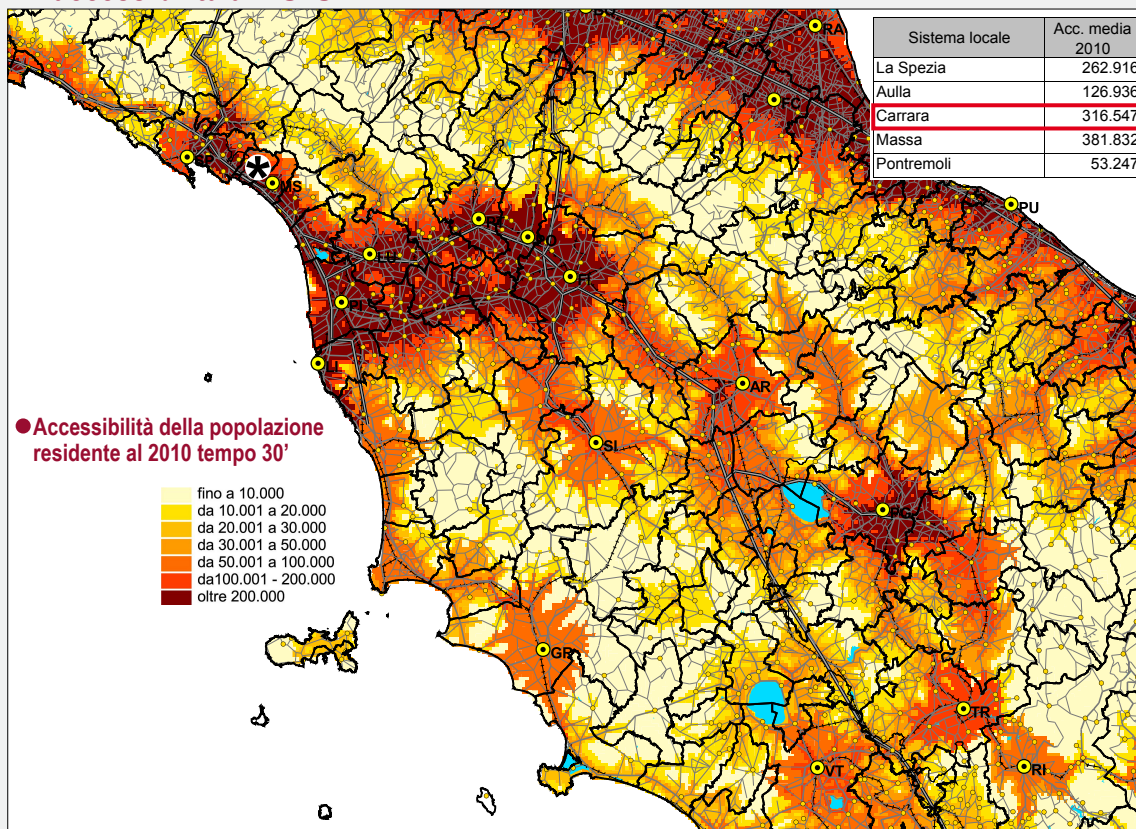 Sistema locale Acc. media 2010
La Spezia 262.916
Aulla 126.936
Carrara 316.547
Massa 381.832
Pontremoli 53.247
RA
FC
PU
SP
*
MS
LU
PI
LI
AR
SI
PG
GR
TR
VT
RI
●Accessibilità della popolazione
residente al 2010 tempo 30’
fino a 10.000
da 10.001 a 20.000
da 20.001 a 30.000
da 30.001 a 50.000
da 50.001 a 100.000
da100.001 - 200.000
oltre 200.000